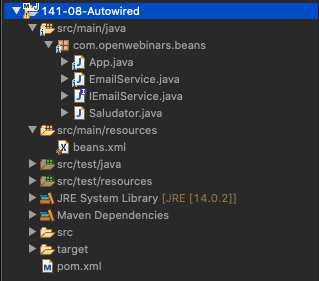 141-08-Autowired
src/main/java
com.openwebinars.beans
App.java
EmailService.java
IEmailService.java
Saludator.java
src/main/resources
beans.xml
src/test/java
src/test/resources
JRE System Library [JRE [14.0.2]]
Maven Dependencies
src
target
pom.xml